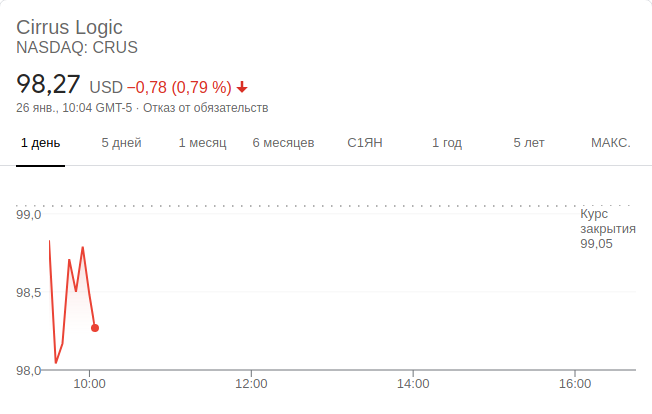 Cirrus Logic
NASDAQ: CRUS
98,27 USD −0,78 (0,79 %)
26 янв., 10:04 GMT-5 · Отказ от обязательств
1 день 5 дней 1 месяц 6 месяцев С1ЯН 1 год 5 лет МАКС.
99,0
Курс
закрытия
99,05
98,5
98,0
10:00 12:00 14:00 16:00